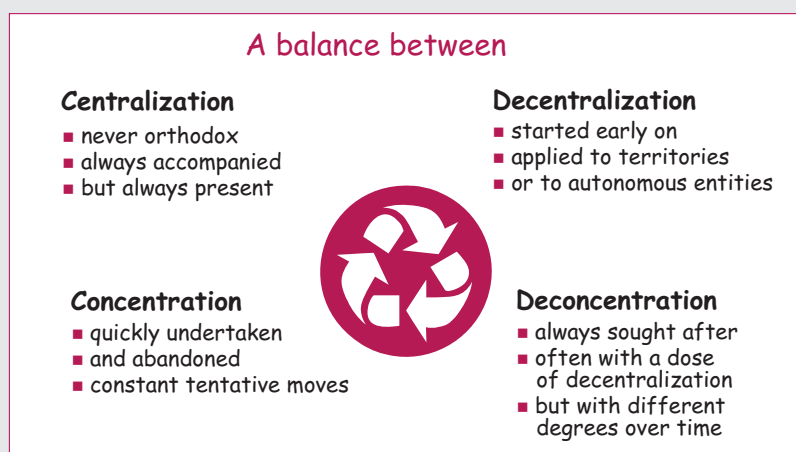 A balance between
Centralization
■ never orthodox
■ always accompanied
■ but always present
Decentralization
■ started early on
■ applied to territories
■ or to autonomous entities
Concentration
■ quickly undertaken
■ and abandoned
■ constant tentative moves
Deconcentration
■ always sought after
■ often with a dose
of decentralization
■ but with different
degrees over time